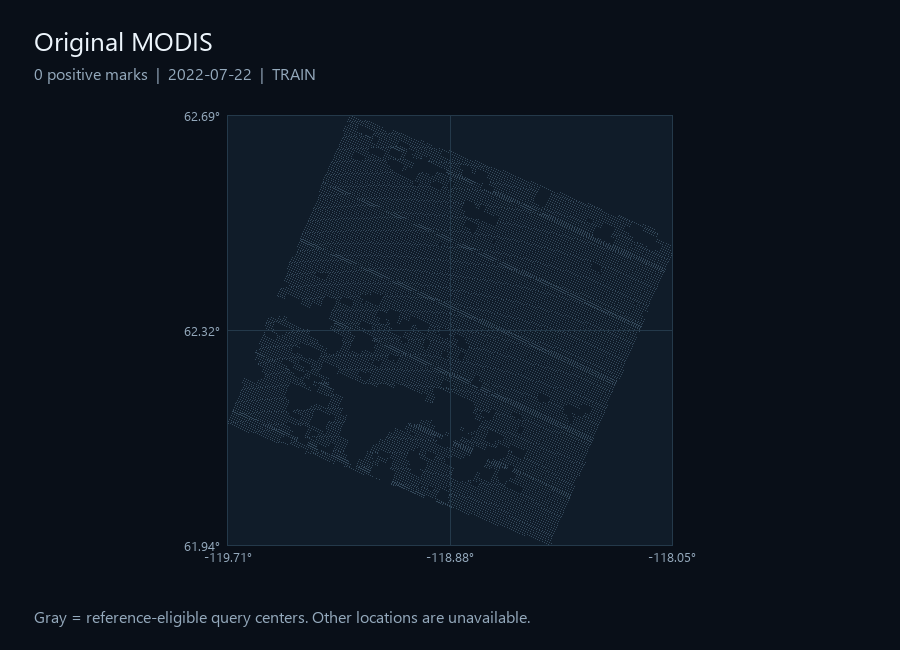 Original MODIS
0 positive marks | 2022-07-22 | TRAIN
62.69°
62.32°
61.94°
-119.71° -118.88° -118.05°
Gray = reference-eligible query centers. Other locations are unavailable.